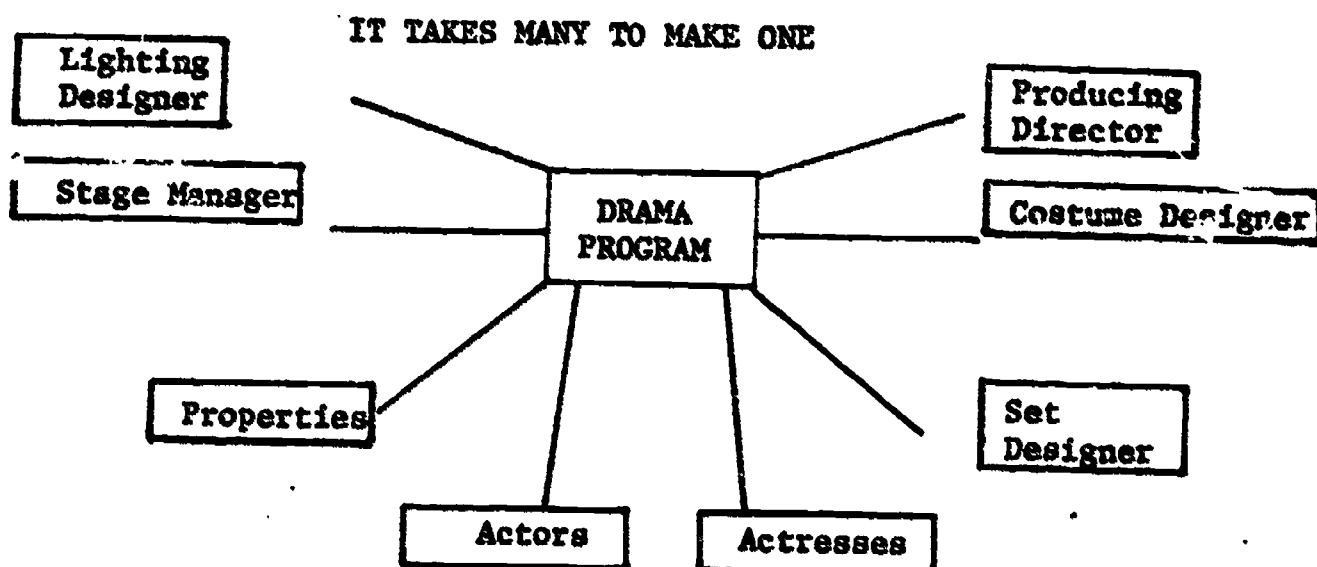 IT TAKES MANY TO MAKE ONE
Lighting
Designer
Producing
Director
Stage Manager
Costume Designer
DRAMA
PROGRAM
Properties
Set
Designer
Actors
Actresses